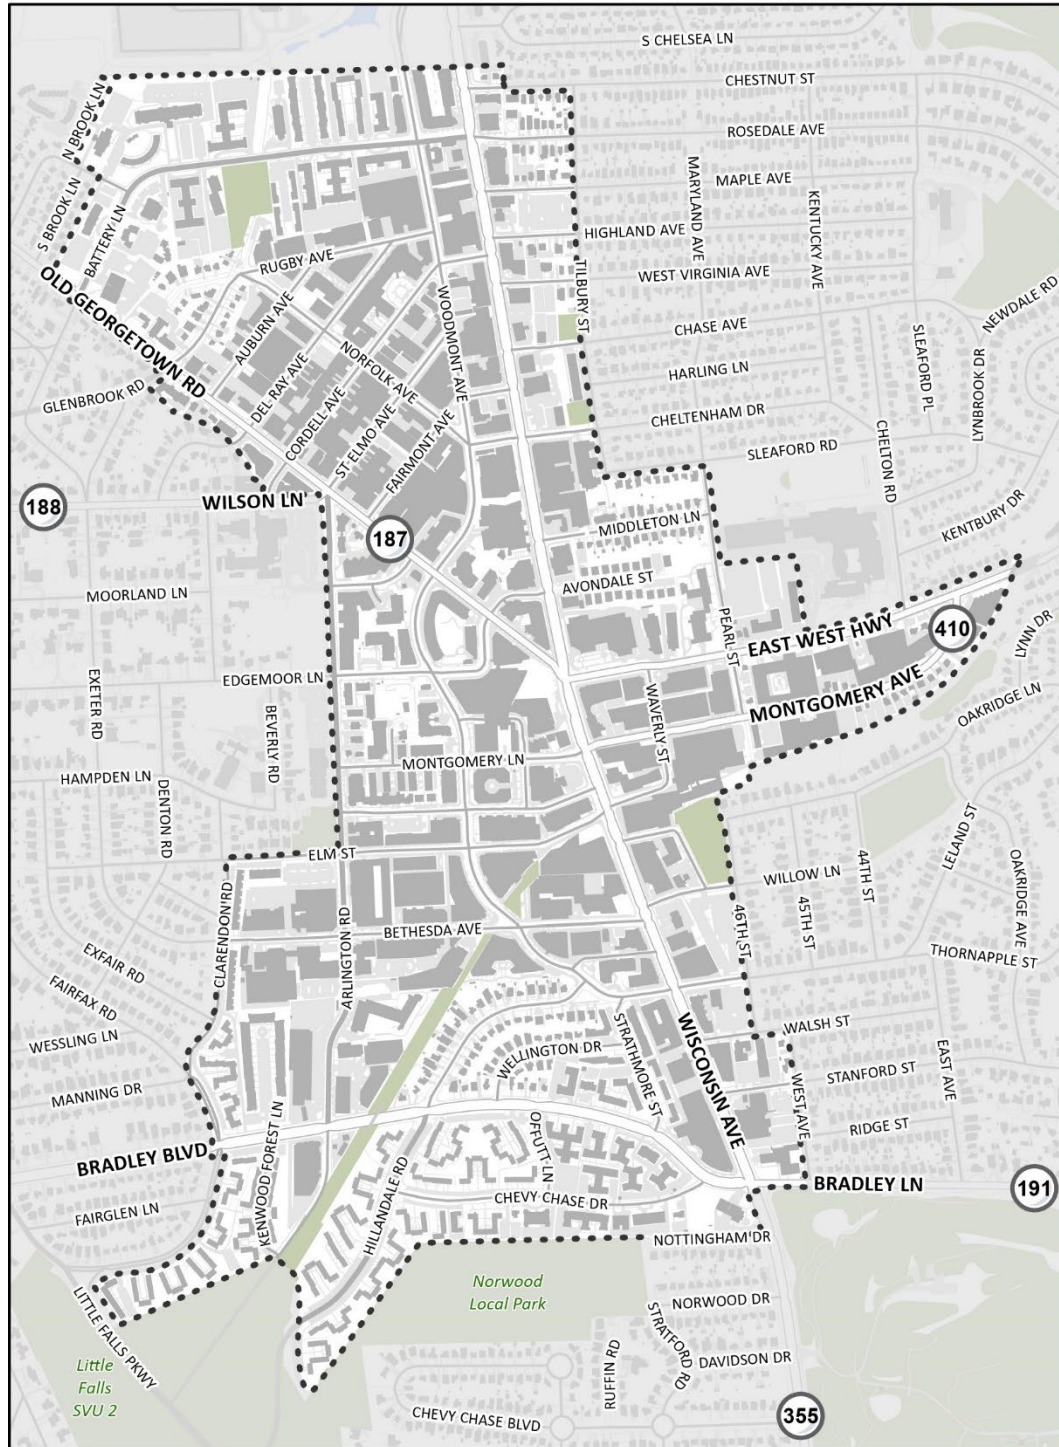 S CHELSEA LN
CHESTNUT ST
N BROOK LN
ROSEDALE AVE
MAPLE AVE
MARYLAND AVE
KENTUCKY AVE
S BROOK LN
BATTERY LN
HIGHLAND AVE
RUGBY AVE
WEST VIRGINIA AVE
TILBURY ST
OLD GEORGETOWN RD
WOODMONT AVE
NEWDALE RD
AUBURN AVE
CHASE AVE
SLEAFORD PL
LYNBROOK DR
NORFOLK AVE
DEL RAY AVE
HARLING LN
GLENBROOK RD
CORDELL AVE
CHELTENHAM DR
ST ELMO AVE
FAIRMONT AVE
SLEAFORD RD
CHELTON RD
188
WILSON LN
KENTBURY DR
187
MIDDLETON LN
AVONDALE ST
MOORLAND LN
PEARL ST
EAST WEST HWY
410
LYNN DR
EXETER RD
EDGEMOOR LN
WAVERLY ST
MONTGOMERY AVE
OAKRIDGE LN
BEVERLY RD
MONTGOMERY LN
HAMPDEN LN
DENTON RD
LELAND ST
ELM ST
WILLOW LN
44TH ST
OAKRIDGE AVE
CLARENDON RD
45TH ST
46TH ST
BETHESDA AVE
ARLINGTON RD
EXFAIR RD
THORNAPPLE ST
FAIRFAX RD
WESSLING LN
WISCONSIN AVE
WALSH ST
STRATHMORE ST
WELLINGTON DR
EAST AVE
STANFORD ST
MANNING DR
WEST AVE
RIDGE ST
OFFUTT LN
KENWOOD FOREST LN
BRADLEY BLVD
HILLANDALE RD
BRADLEY LN
191
CHEVY CHASE DR
FAIRGLEN LN
NOTTINGHAM DR
Norwood
Local Park
LITTLE FALLS PKWY
NORWOOD DR
STRATFORD RD
RUFFIN RD
DAVIDSON DR
Little
Falls
SVU 2
CHEVY CHASE BLVD
355